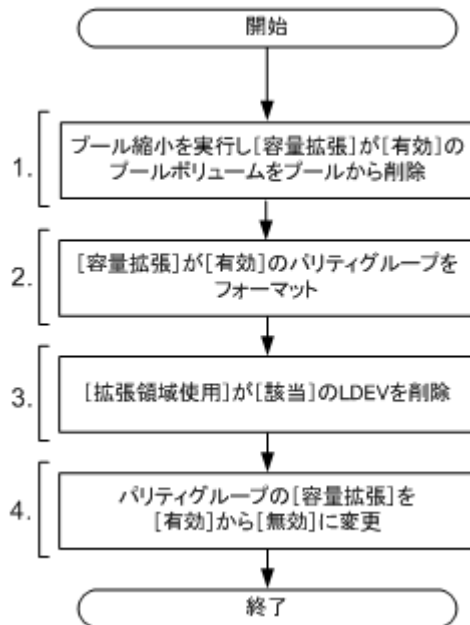 開始
1.
プール縮小を実行し[容量拡張]が[有効]の
プールボリュームをプールから削除
2.
[容量拡張]が[有効]のパリティグループを
フォーマット
3.
[拡張領域使用]が[該当]のLDEVを削除
4.
パリティグループの[容量拡張]を
[有効]から[無効]に変更
終了